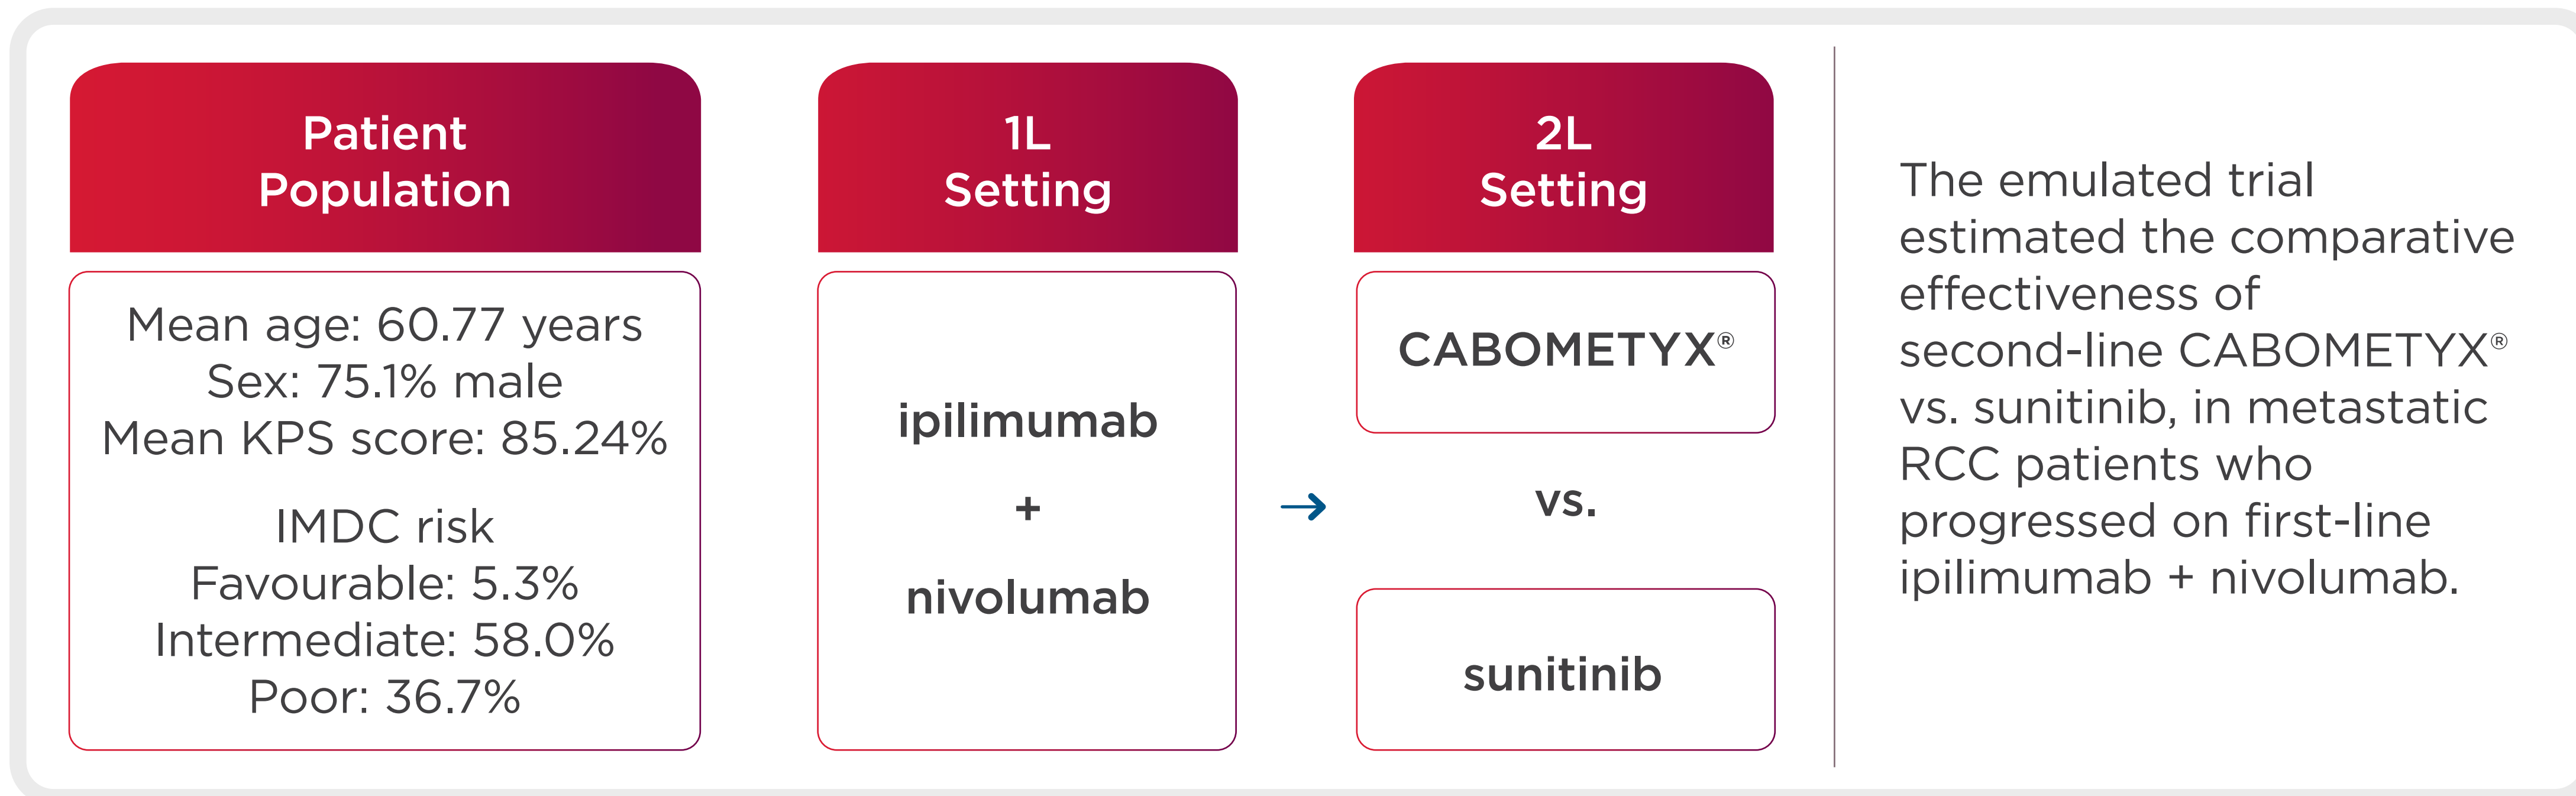 Patient
Population
Mean age: 60.77 years
Sex: 75.1% male
Mean KPS score: 85.24%
IMDC risk
Favourable: 5.3%
Intermediate: 58.0%
Poor: 36.7%
1L
Setting
ipilimumab
+
nivolumab
→
2L
Setting
CABOMETYX®
vs.
sunitinib
The emulated trial
estimated the comparative
effectiveness of
second-line CABOMETYX®
vs. sunitinib, in metastatic
RCC patients who
progressed on first-line
ipilimumab + nivolumab.